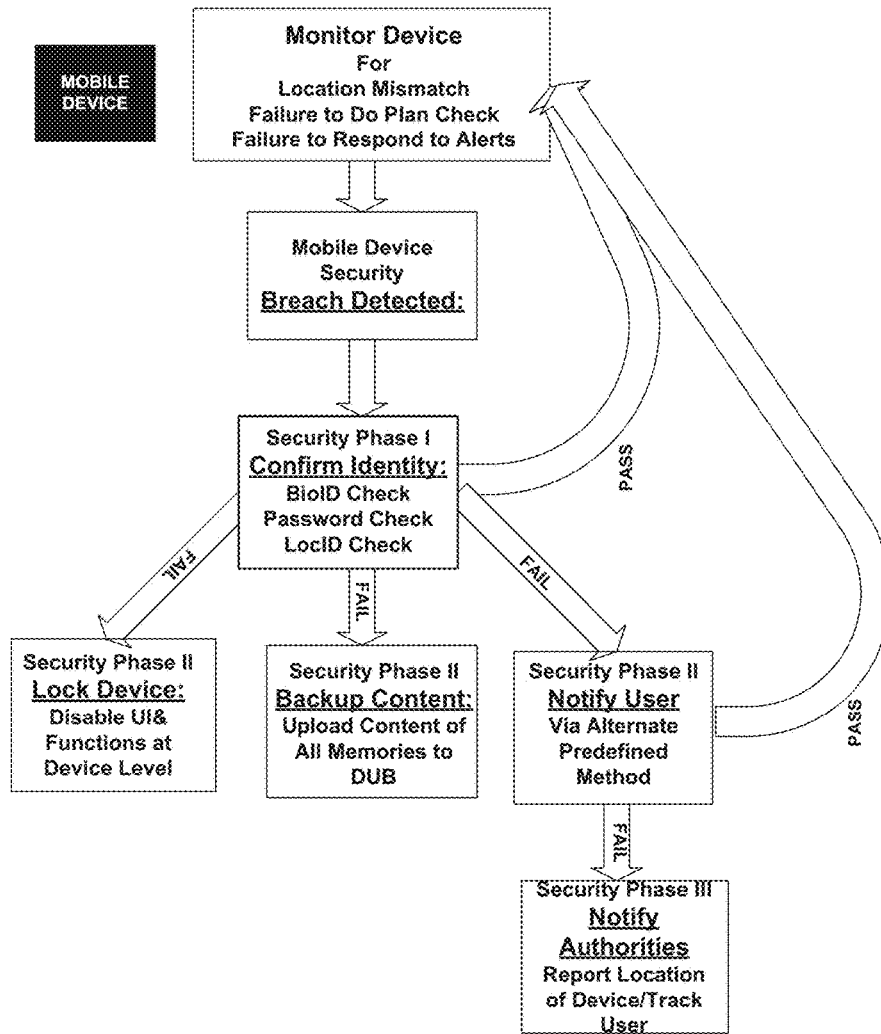 MOBILE
DEVICE
Monitor Device
For
Location Mismatch
Failure to Do Plan Check
Failure to Respond to Alerts
Mobile Device
Security
Breach Detected:
Security Phase I
Confirm Identity:
BioID Check
Password Check
LocID Check
PASS
FAIL
FAIL
FAIL
Security Phase II
Lock Device:
Disable UI&
Functions at
Device Level
Security Phase II
Backup Content:
Upload Content of
All Memories to
DUB
Security Phase II
Notify User
Via Alternate
Predefined
Method
PASS
FAIL
Security Phase III
Notify
Authorities
Report Location
of Device/Track
User